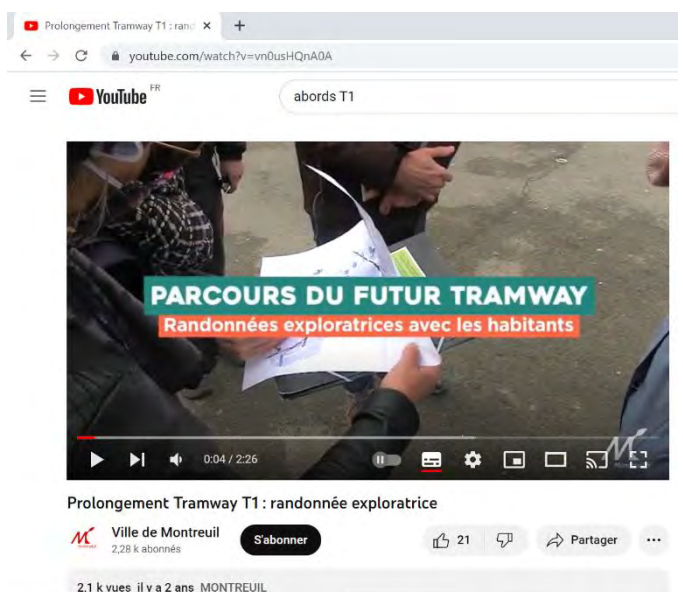 Prolongement Tramway T1 : rand
youtube.com/watch?v=vn0usHQnA0A
YouTube FR
abords T1
PARCOURS DU FUTUR TRAMWAY
Randonnées exploratrices avec les habitants
0:04 / 2:26
Prolongement Tramway T1 : randonnée exploratrice
Ville de Montreuil
2,28 k abonnés
S'abonner
21
Partager
2,1 k vues il y a 2 ans MONTREUIL